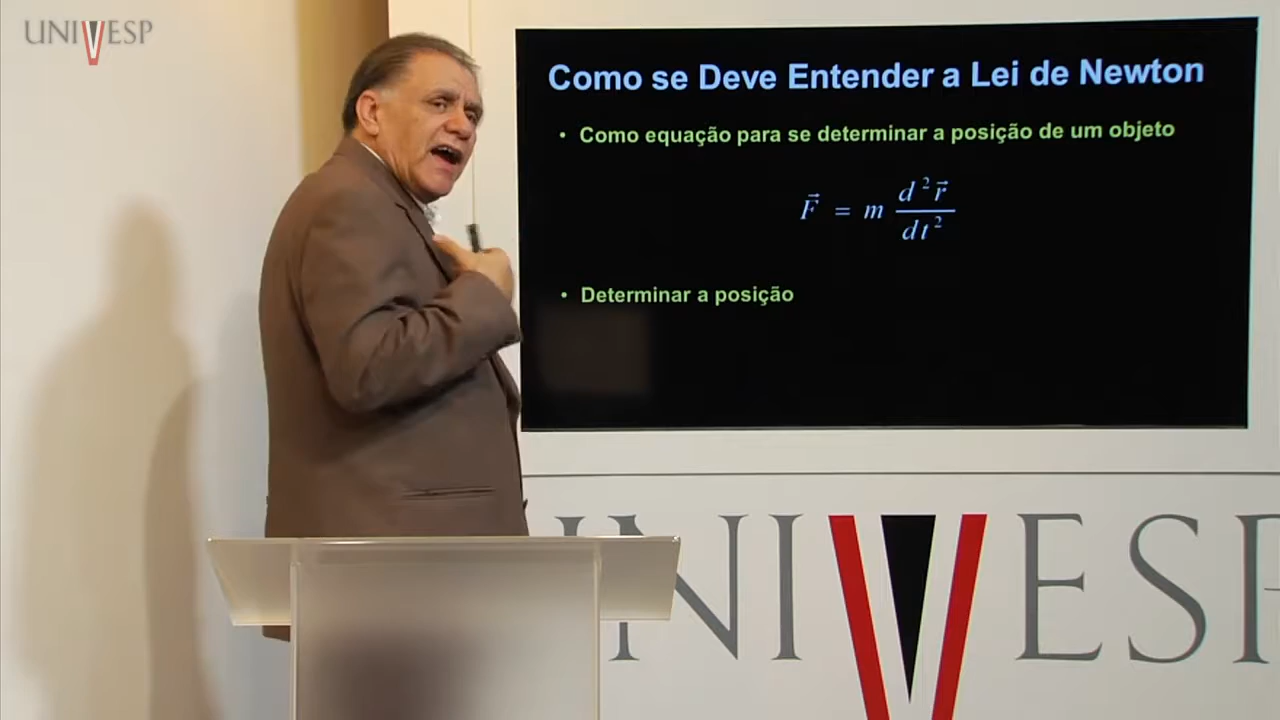 UNIVESP
Como se Deve Entender a Lei de Newton
• Como equação para se determinar a posição de um objeto
F⃗ = m d²r⃗ / dt²
• Determinar a posição
UNIVESP